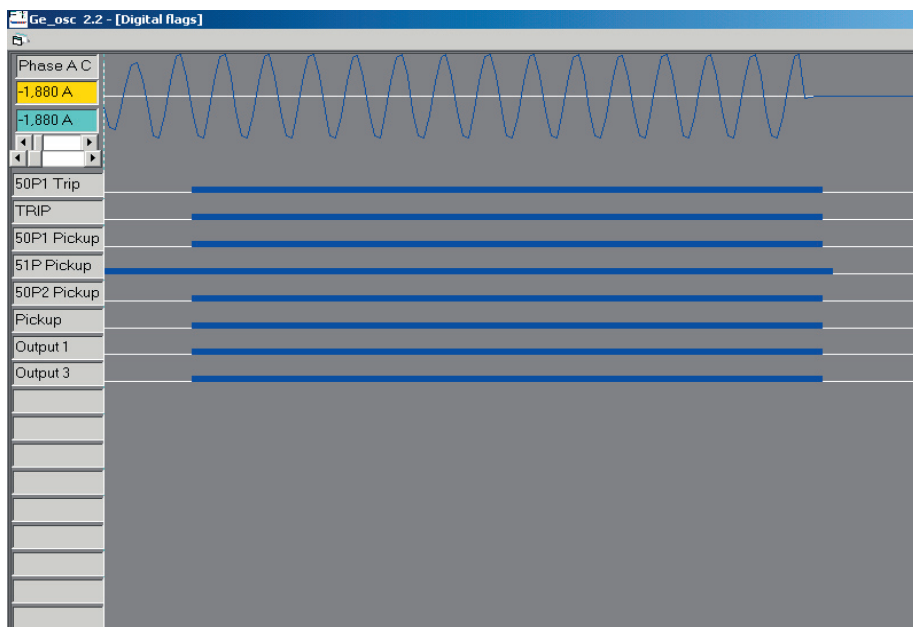 Ge_osc 2.2 - [Digital flags]
Phase A C
-1,880 A
-1,880 A
50P1 Trip
TRIP
50P1 Pickup
51P Pickup
50P2 Pickup
Pickup
Output 1
Output 3